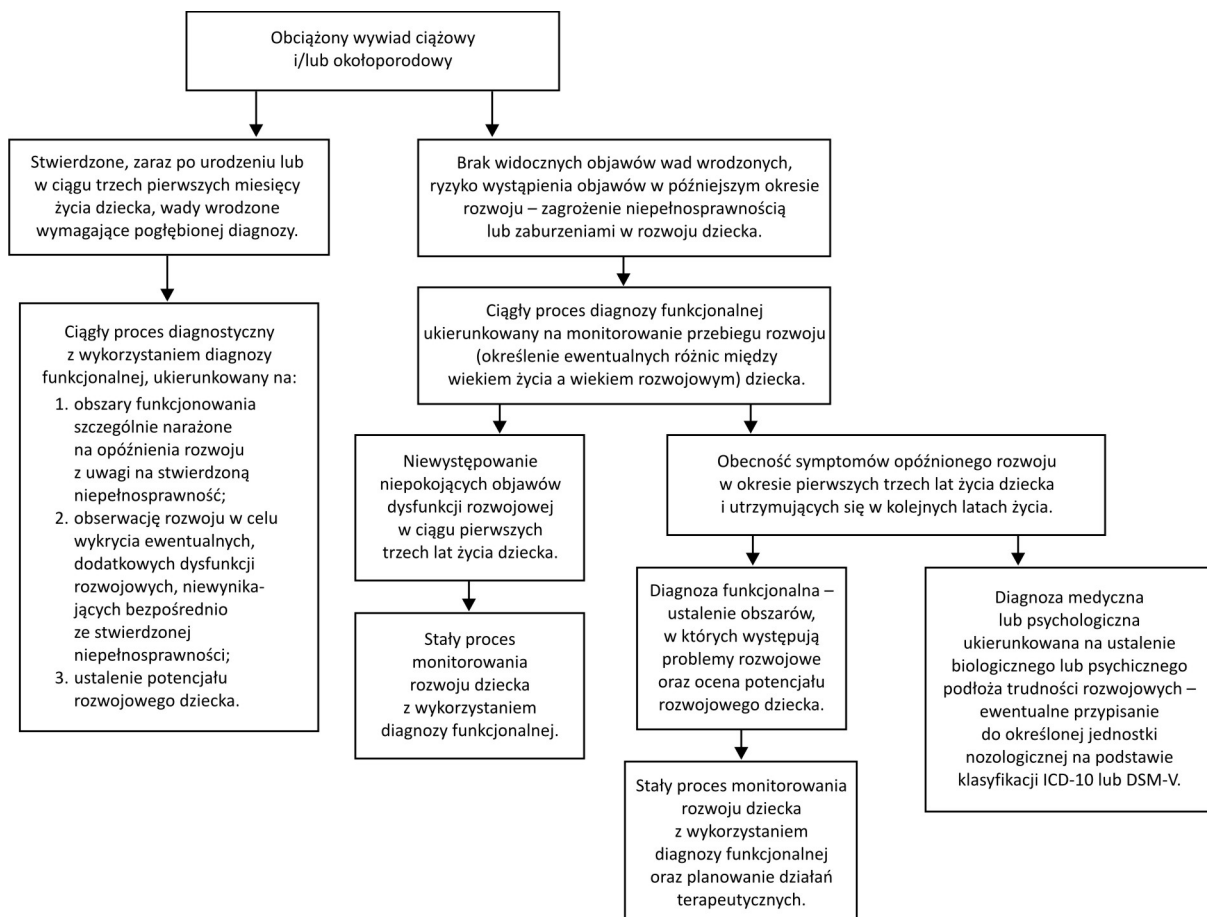 Obciążony wywiad ciążowy
i/lub okołoporodowy
Stwierdzone, zaraz po urodzeniu lub
w ciągu trzech pierwszych miesięcy
życia dziecka, wady wrodzone
wymagające pogłębionej diagnozy.
Brak widocznych objawów wad wrodzonych,
ryzyko wystąpienia objawów w późniejszym okresie
rozwoju – zagrożenie niepełnosprawnością
lub zaburzeniami w rozwoju dziecka.
Ciągły proces diagnostyczny
z wykorzystaniem diagnozy
funkcjonalnej, ukierunkowany na:
1. obszary funkcjonowania
szczególnie narażone
na opóźnienia rozwoju
z uwagi na stwierdzoną
niepełnosprawność;
2. obserwację rozwoju w celu
wykrycia ewentualnych,
dodatkowych dysfunkcji
rozwojowych, niewynika-
jących bezpośrednio
ze stwierdzonej
niepełnosprawności;
3. ustalenie potencjału
rozwojowego dziecka.
Ciągły proces diagnozy funkcjonalnej
ukierunkowany na monitorowanie przebiegu rozwoju
(określenie ewentualnych różnic między
wiekiem życia a wiekiem rozwojowym) dziecka.
Niewystępowanie
niepokojących objawów
dysfunkcji rozwojowej
w ciągu pierwszych
trzech lat życia dziecka.
Obecność symptomów opóźnionego rozwoju
w okresie pierwszych trzech lat życia dziecka
i utrzymujących się w kolejnych latach życia.
Stały proces
monitorowania
rozwoju dziecka
z wykorzystaniem
diagnozy funkcjonalnej.
Diagnoza funkcjonalna –
ustalenie obszarów,
w których występują
problemy rozwojowe
oraz ocena potencjału
rozwojowego dziecka.
Diagnoza medyczna
lub psychologiczna
ukierunkowana na ustalenie
biologicznego lub psychicznego
podłoża trudności rozwojowych –
ewentualne przypisanie
do określonej jednostki
nozologicznej na podstawie
klasyfikacji ICD-10 lub DSM-V.
Stały proces monitorowania
rozwoju dziecka
z wykorzystaniem
diagnozy funkcjonalnej
oraz planowanie działań
terapeutycznych.